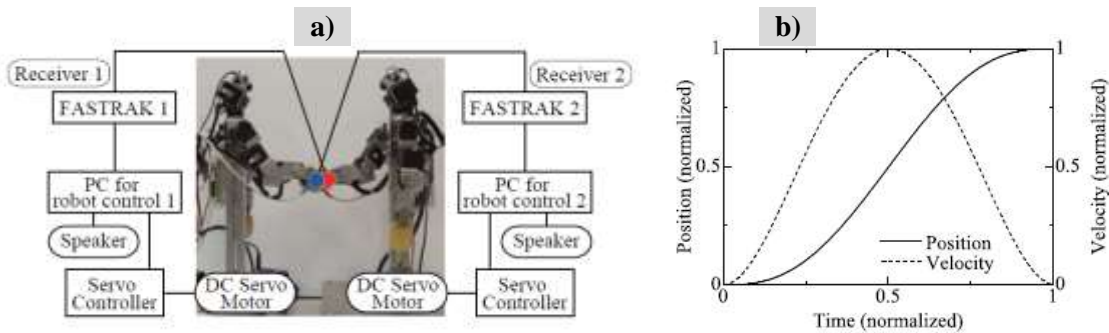 a)
Receiver 1
Receiver 2
FASTRAK 1
FASTRAK 2
PC for
robot control 1
PC for
robot control 2
Speaker
Speaker
Servo
Controller
DC Servo
Motor
DC Servo
Motor
Servo
Controller
b)
Position (normalized)
1
0.5
0
1
0.5
0
Velocity (normalized)
Position
Velocity
0
0.5
1
Time (normalized)